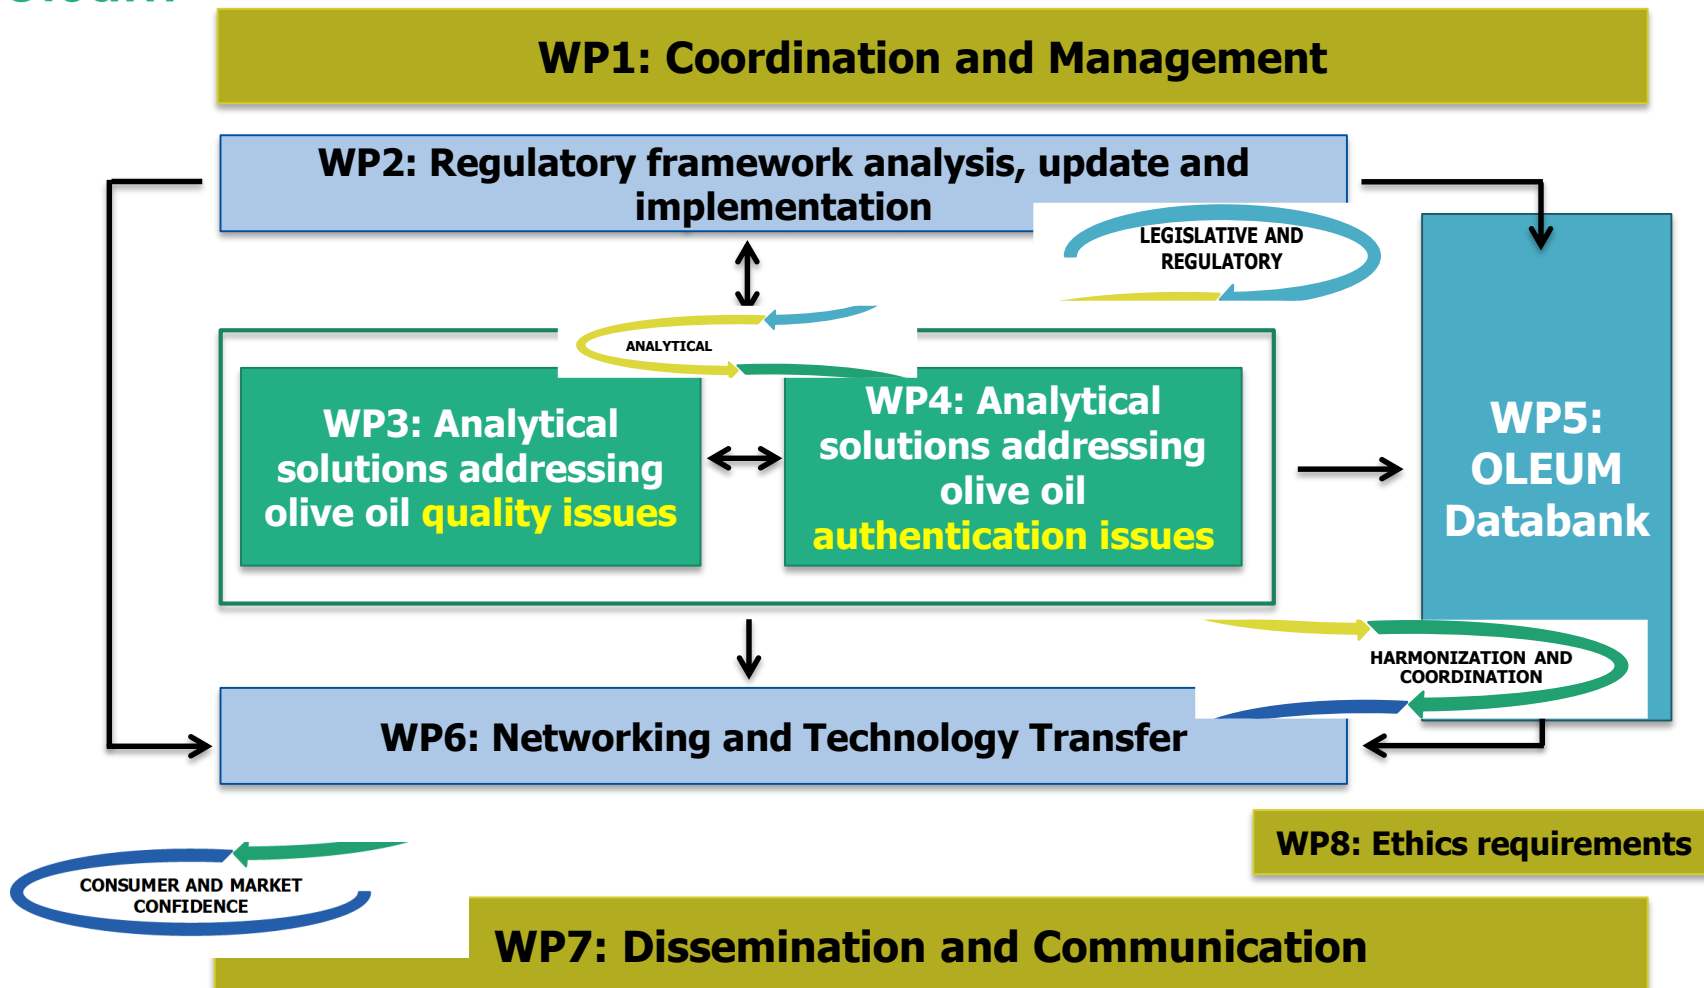 WP1: Coordination and Management
WP2: Regulatory framework analysis, update and
implementation
LEGISLATIVE AND
REGULATORY
ANALYTICAL
WP3: Analytical
solutions addressing
olive oil quality issues
WP4: Analytical
solutions addressing
olive oil
authentication issues
WP5:
OLEUM
Databank
HARMONIZATION AND
COORDINATION
WP6: Networking and Technology Transfer
WP8: Ethics requirements
CONSUMER AND MARKET
CONFIDENCE
WP7: Dissemination and Communication